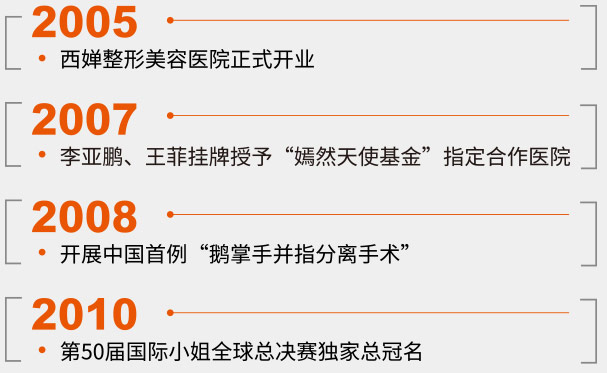 2005
西婵整形美容医院正式开业
2007
李亚鹏、王菲挂牌授予“嫣然天使基金”指定合作医院
2008
开展中国首例“鹅掌手并指分离手术”
2010
第50届国际小姐全球总决赛独家总冠名